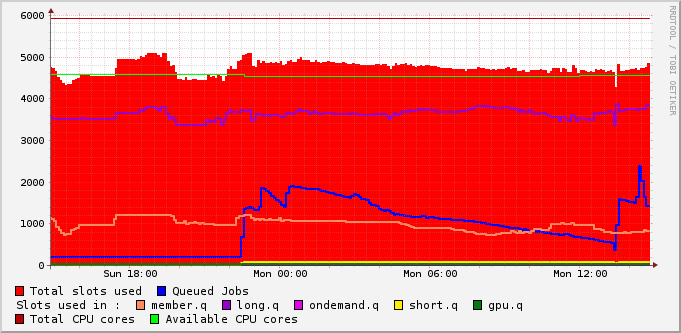 RRDTOOL / TOBI OETIKER
6000
5000
4000
3000
2000
1000
0
Sun 18:00 Mon 00:00 Mon 06:00 Mon 12:00
Total slots used Queued Jobs
Slots used in : member.q long.q ondemand.q short.q gpu.q
Total CPU cores Available CPU cores